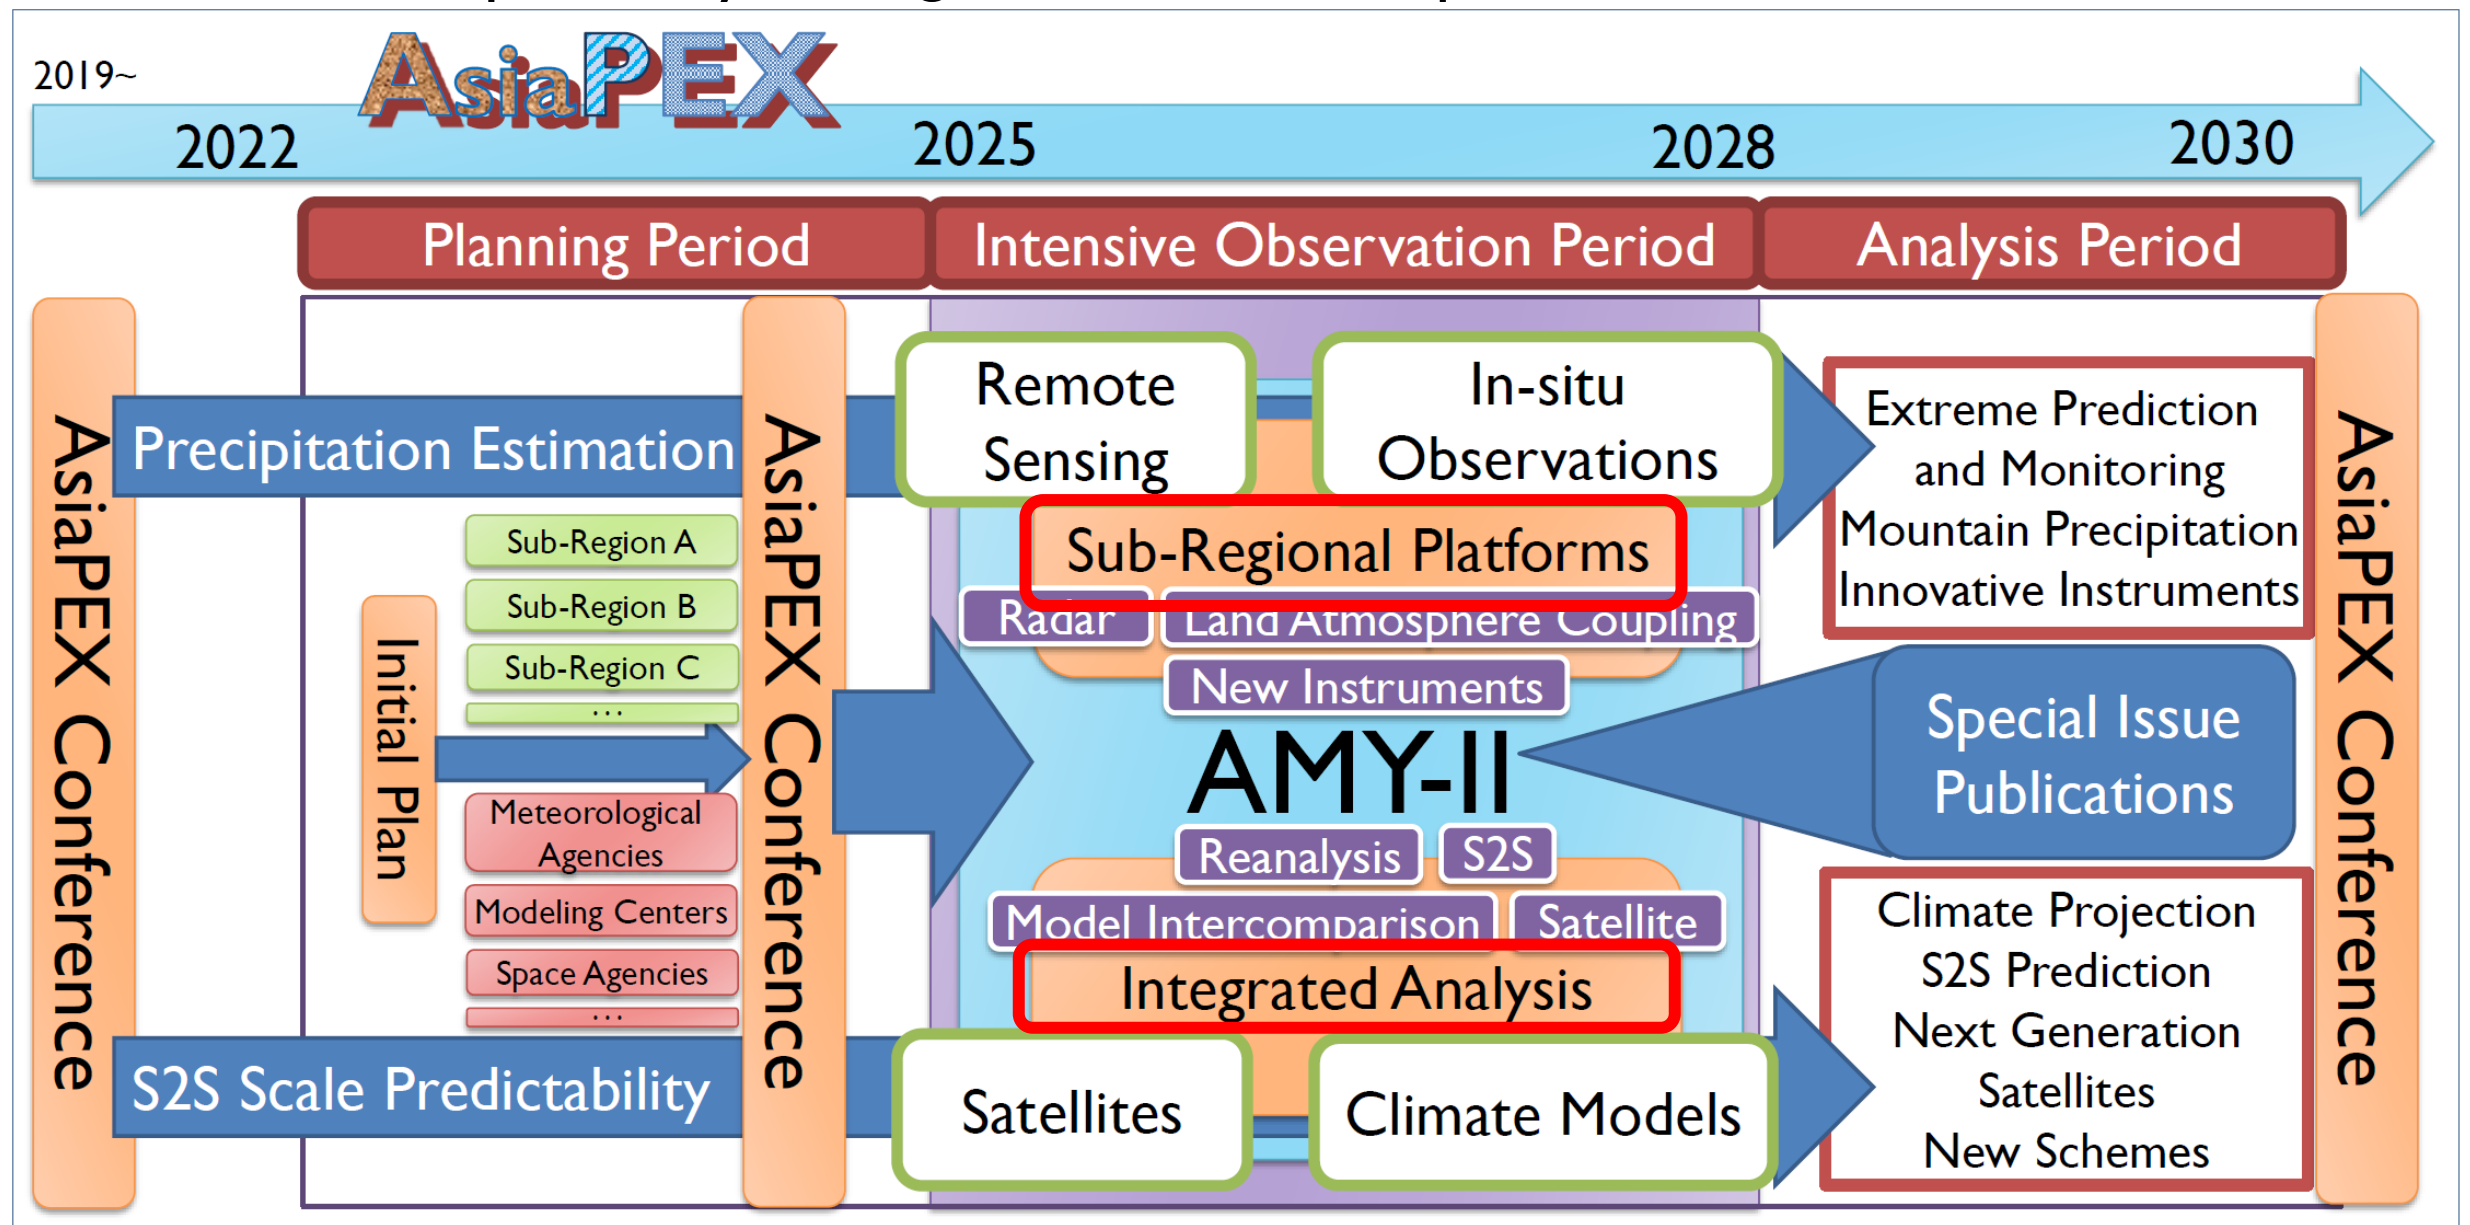 2019~
AsiaPEX
2022
2025
2028
2030
Planning Period
Intensive Observation Period
Analysis Period
AsiaPEX Conference
Precipitation Estimation
Sub-Region A
Sub-Region B
Sub-Region C
...
Initial Plan
Meteorological
Agencies
Modeling Centers
Space Agencies
...
S2S Scale Predictability
AsiaPEX Conference
Remote
Sensing
In-situ
Observations
Sub-Regional Platforms
Radar
Land Atmosphere Coupling
New Instruments
AMY-II
Reanalysis
S2S
Model Intercomparison
Satellite
Integrated Analysis
Satellites
Climate Models
Extreme Prediction
and Monitoring
Mountain Precipitation
Innovative Instruments
Special Issue
Publications
Climate Projection
S2S Prediction
Next Generation
Satellites
New Schemes
AsiaPEX Conference